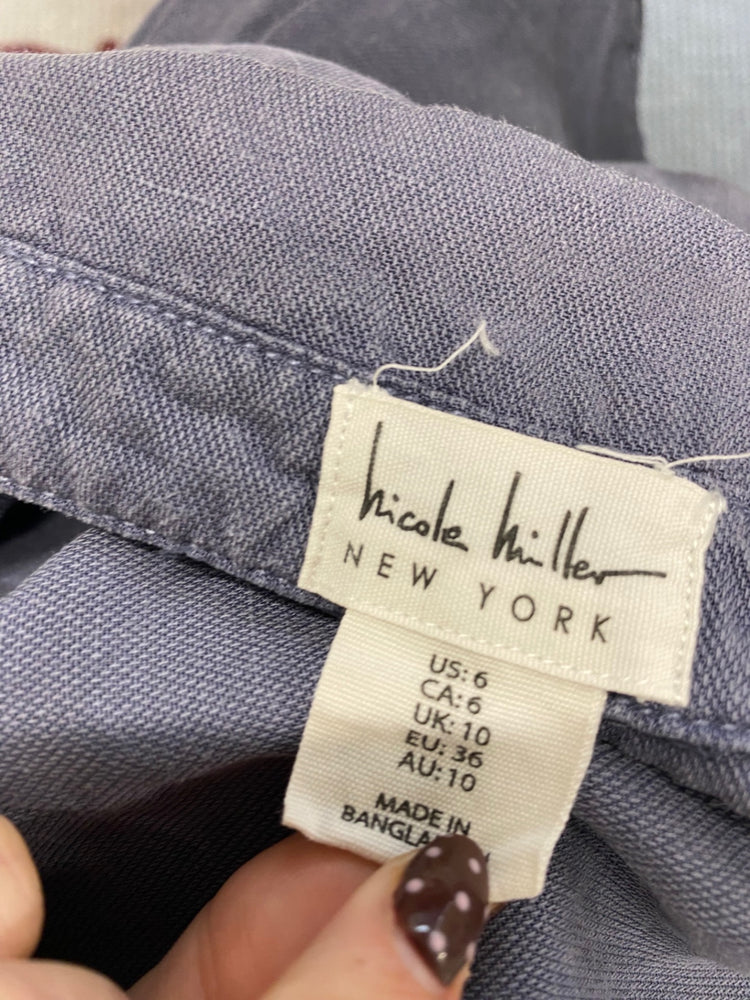 nicole miller
NEW YORK
US: 6
CA: 6
UK: 10
EU: 36
AU: 10
MADE IN